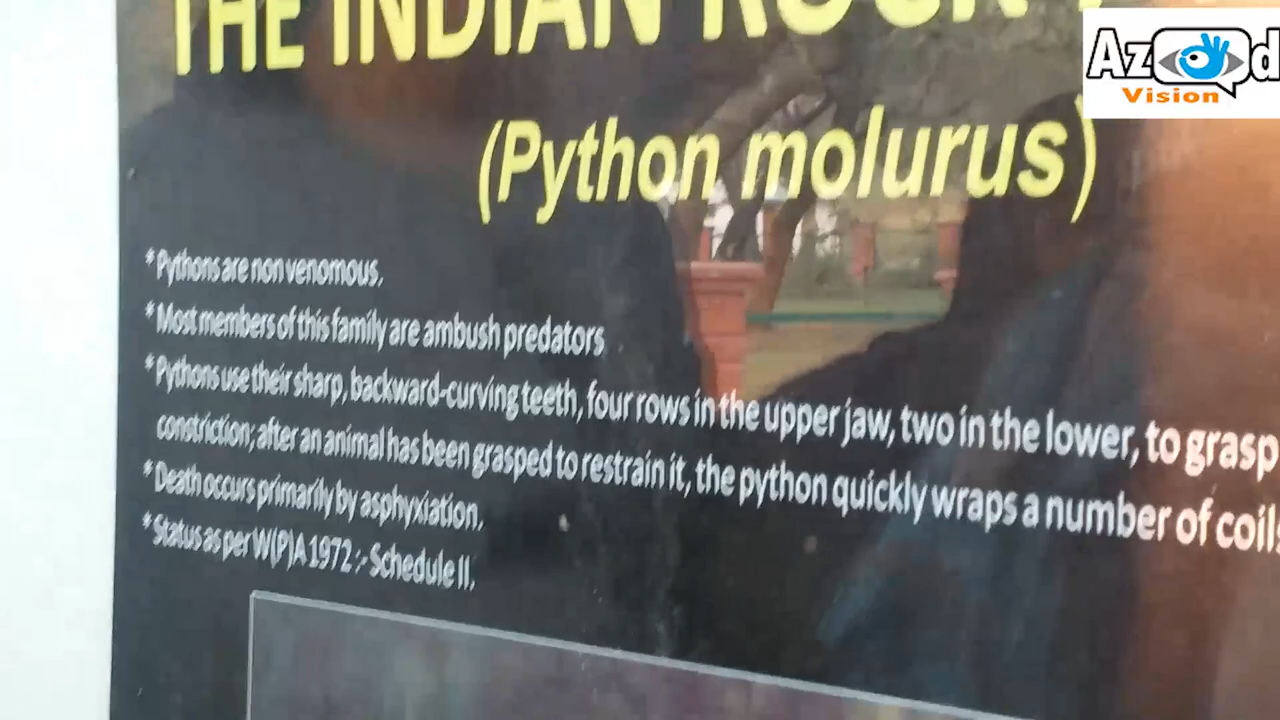 THE INDIAN ROCK
Az d
Vision
(Python molurus)
* Pythons are non venomous.
* Most members of this family are ambush predators
* Pythons use their sharp, backward-curving teeth, four rows in the upper jaw, two in the lower, to grasp
constriction; after an animal has been grasped to restrain it, the python quickly wraps a number of coils
* Death occurs primarily by asphyxiation.
* Status as per W(P)A 1972 :- Schedule II.